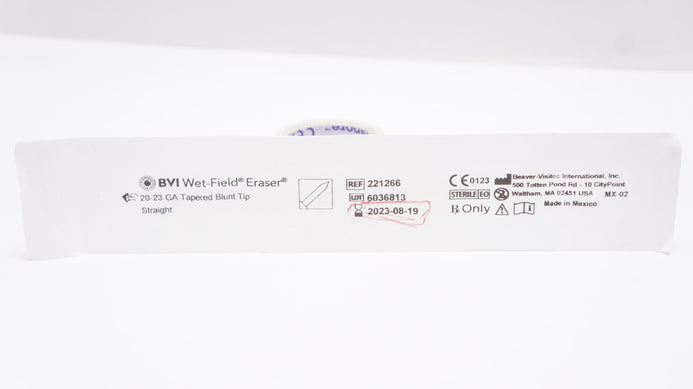 BVI Wet-Field® Eraser®
20-23 GA Tapered Blunt Tip
Straight
REF 221266
LOT 6036813
2023-08-19
CE 0123
STERILE EO
Rx Only
Beaver-Visitec International, Inc.
500 Totten Pond Rd - 10 CityPoint
Waltham, MA 02451 USA MX-02
Made in Mexico